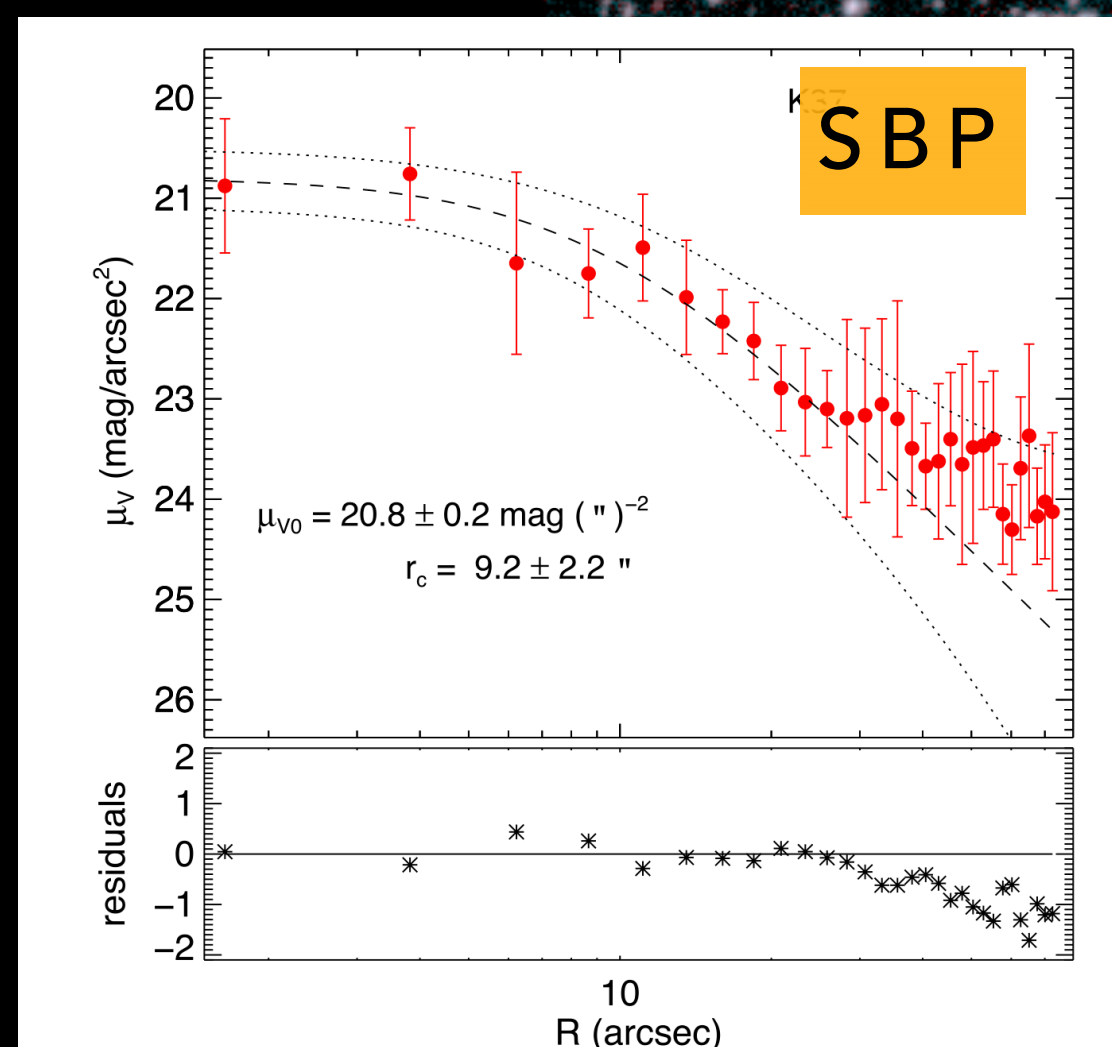 K37
SBP
20
21
22
23
24
25
26
μV (mag/arcsec²)
μV0 = 20.8 ± 0.2 mag ( " )⁻²
rc = 9.2 ± 2.2 "
2
1
0
−1
−2
residuals
10
R (arcsec)